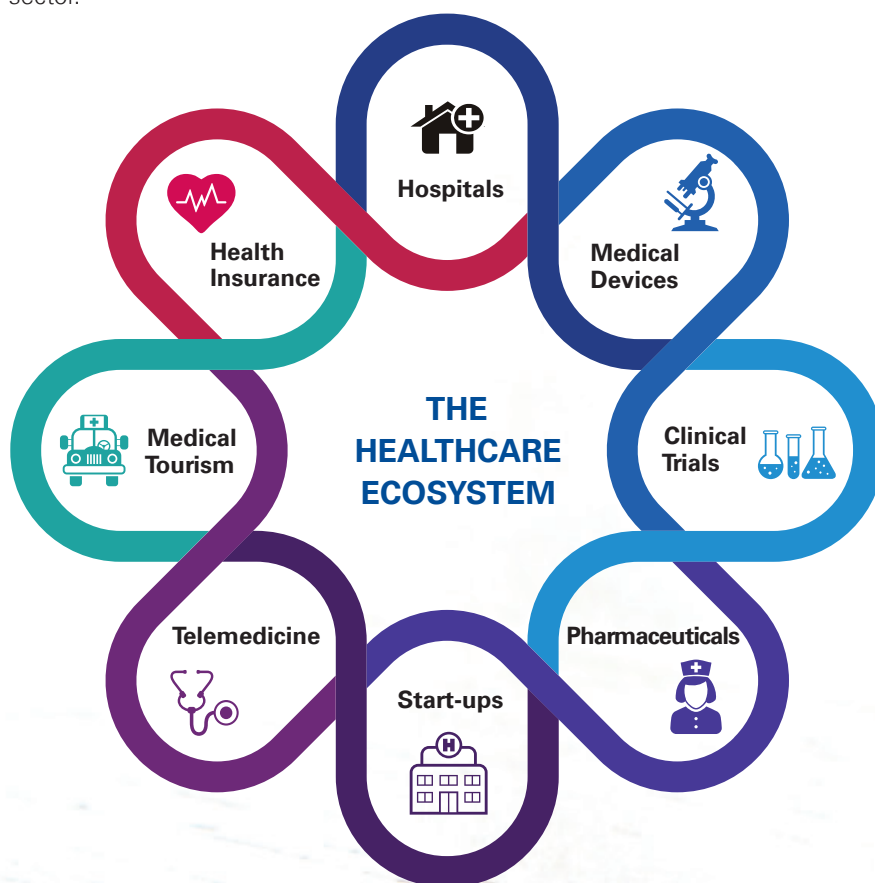 sector.
Hospitals
Health
Insurance
Medical
Devices
THE
HEALTHCARE
ECOSYSTEM
Medical
Tourism
Clinical
Trials
Telemedicine
Pharmaceuticals
Start-ups
H